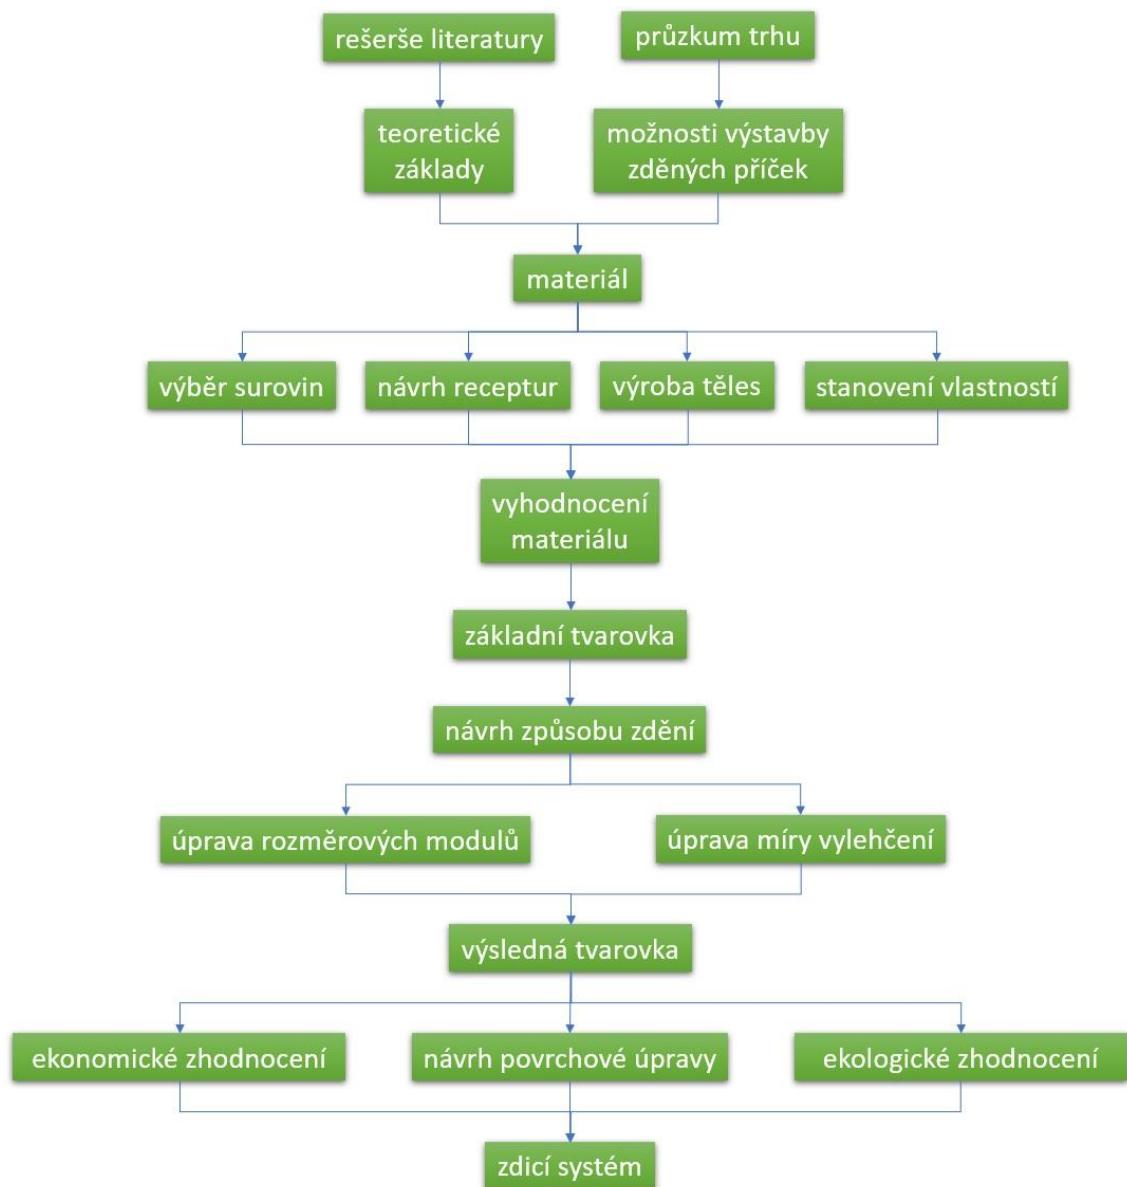 rešerše literatury
průzkum trhu
teoretické
základy
možnosti výstavby
zděných příček
materiál
výběr surovin
návrh receptur
výroba těles
stanovení vlastností
vyhodnocení
materiálu
základní tvarovka
návrh způsobu zdění
úprava rozměrových modulů
úprava míry vylehčení
výsledná tvarovka
ekonomické zhodnocení
návrh povrchové úpravy
ekologické zhodnocení
zdicí systém